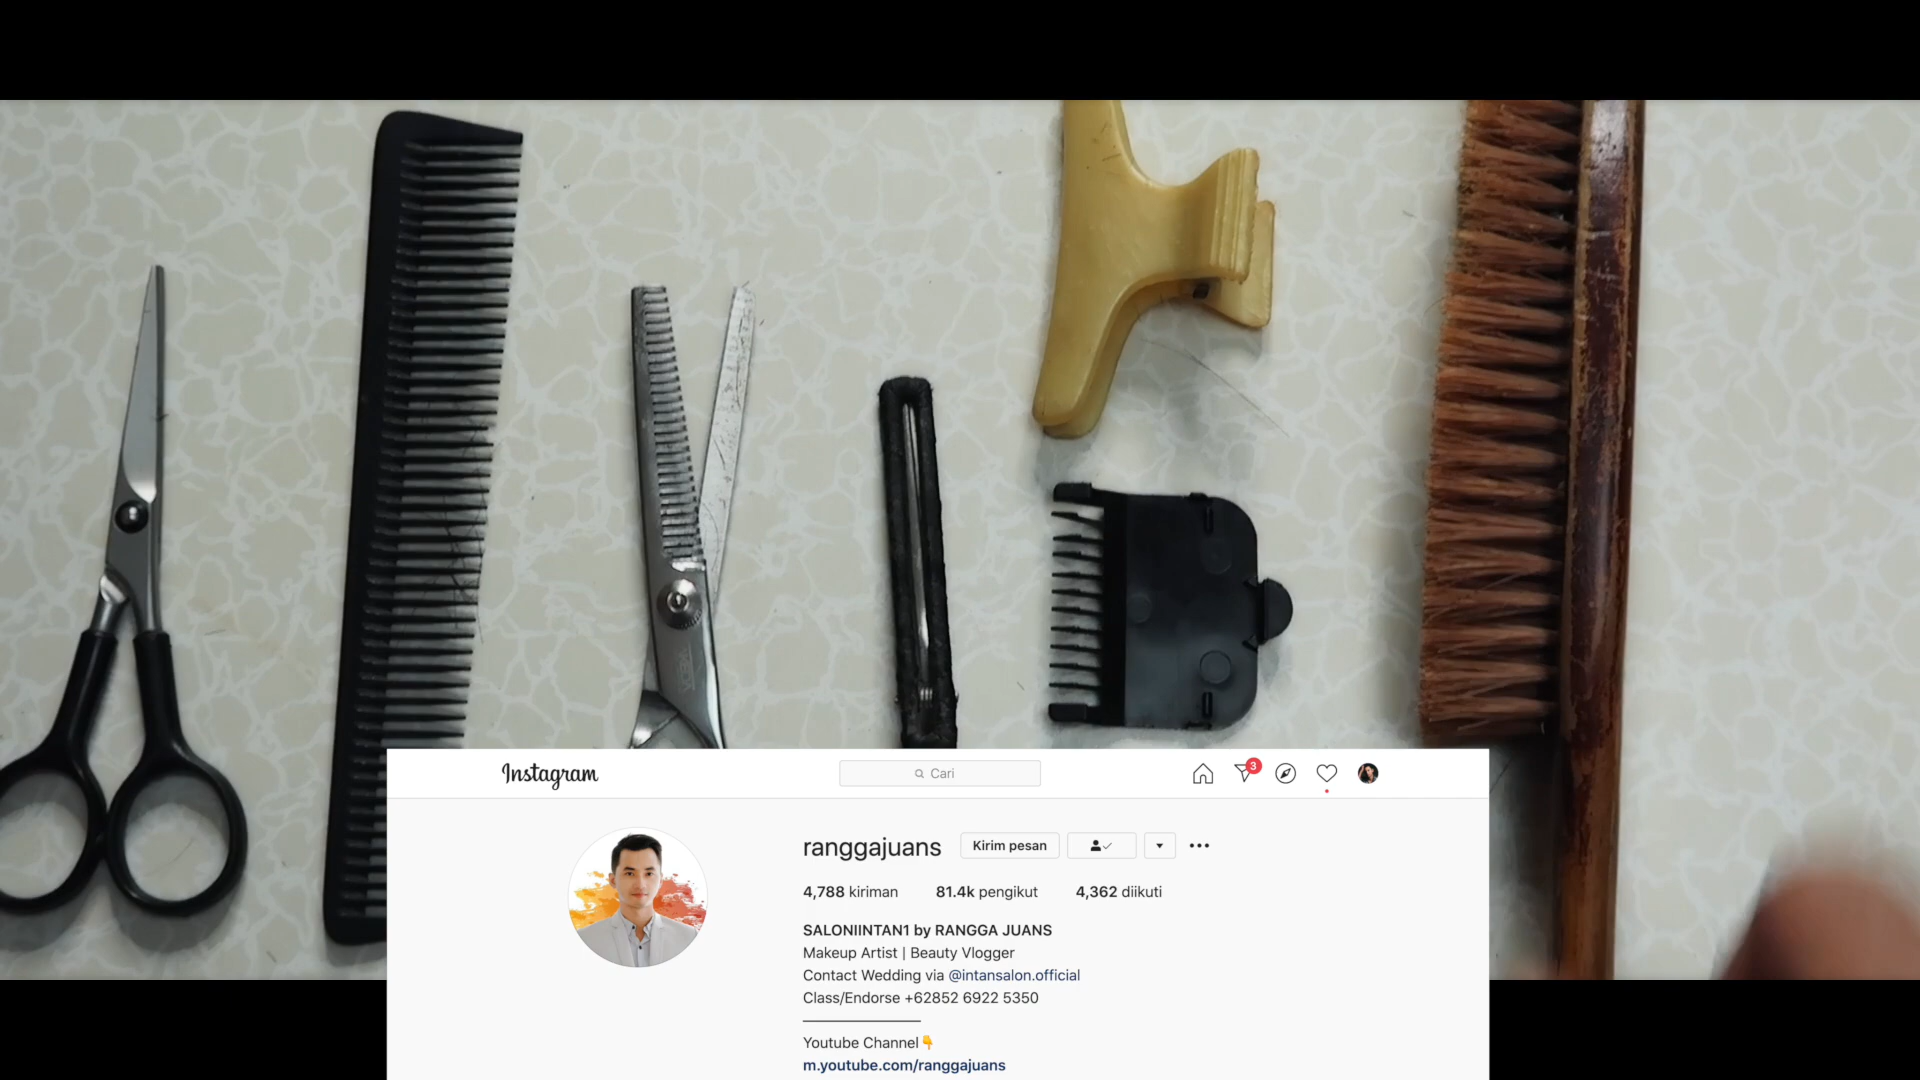 Instagram
Cari
3
ranggajuans Kirim pesan
4,788 kiriman 81.4k pengikut 4,362 diikuti
SALONIINTAN1 by RANGGA JUANS
Makeup Artist | Beauty Vlogger
Contact Wedding via @intansalon.official
Class/Endorse +62852 6922 5350
Youtube Channel👇
m.youtube.com/ranggajuans